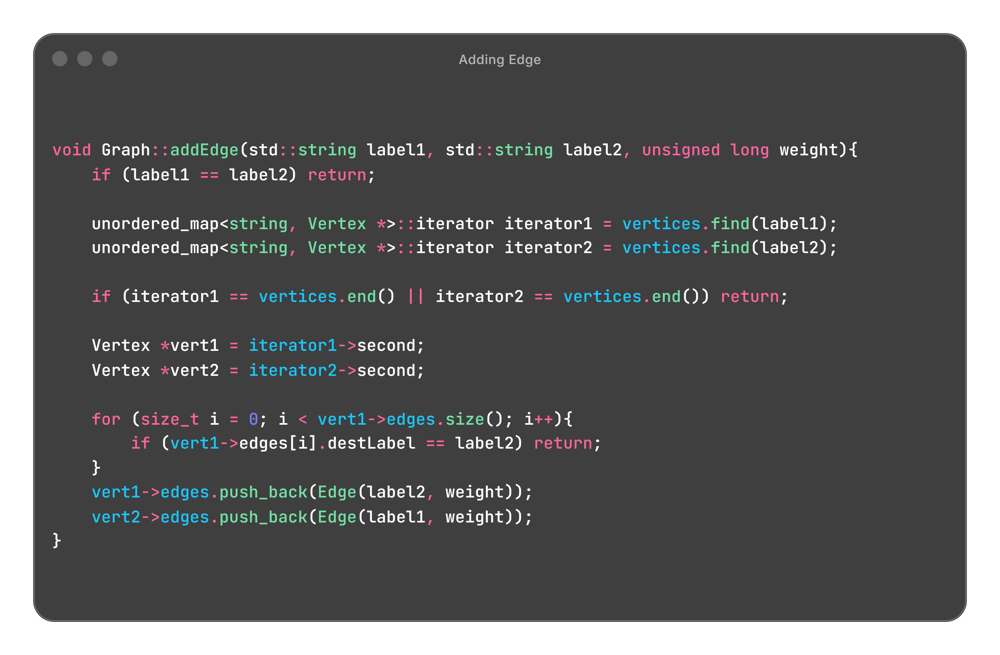 Adding Edge
void Graph::addEdge(std::string label1, std::string label2, unsigned long weight){
    if (label1 == label2) return;
    unordered_map<string, Vertex *>::iterator iterator1 = vertices.find(label1);
    unordered_map<string, Vertex *>::iterator iterator2 = vertices.find(label2);
    if (iterator1 == vertices.end() || iterator2 == vertices.end()) return;
    Vertex *vert1 = iterator1->second;
    Vertex *vert2 = iterator2->second;
    for (size_t i = 0; i < vert1->edges.size(); i++){
        if (vert1->edges[i].destLabel == label2) return;
    }
    vert1->edges.push_back(Edge(label2, weight));
    vert2->edges.push_back(Edge(label1, weight));
}